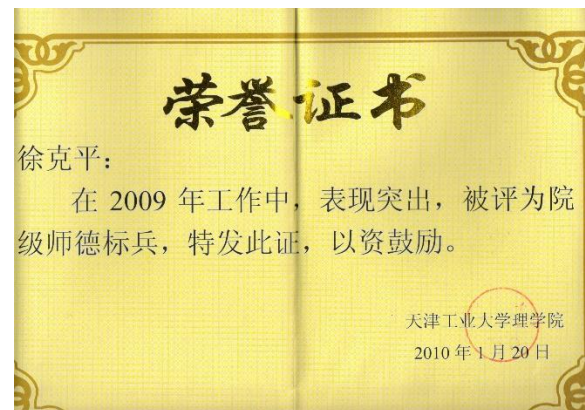 荣誉证书
徐克平：
在 2009 年工作中，表现突出，被评为院
级师德标兵，特发此证，以资鼓励。
天津工业大学理学院
2010 年 1 月 20 日